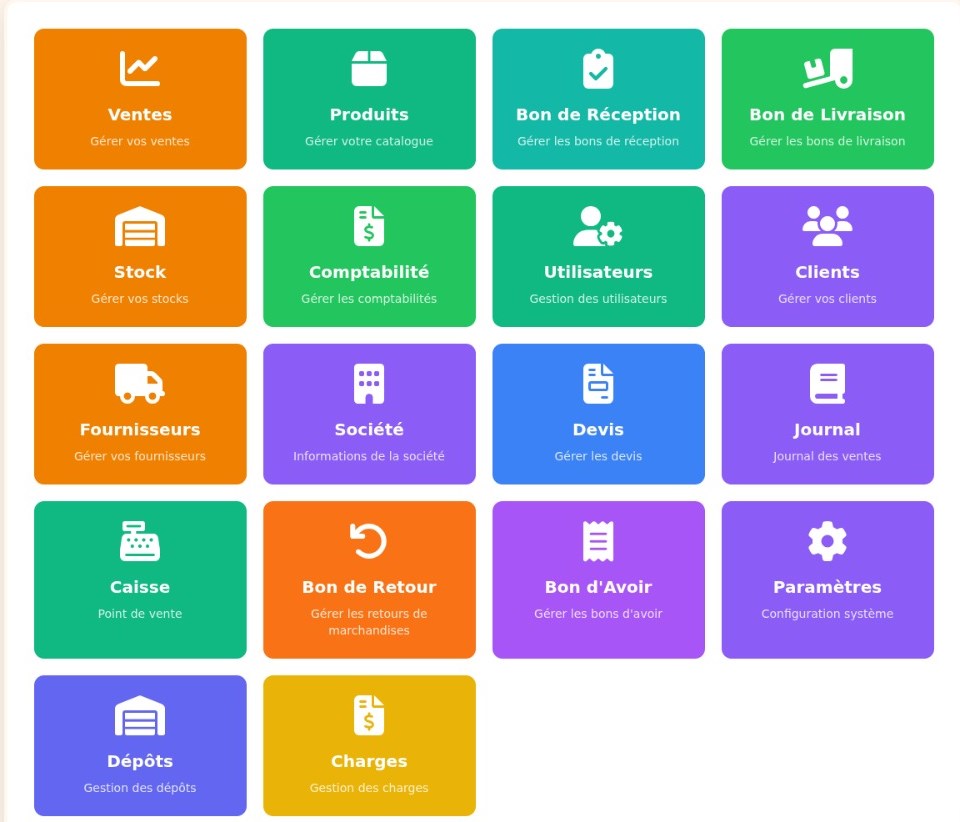 Ventes
Gérer vos ventes
Produits
Gérer votre catalogue
Bon de Réception
Gérer les bons de réception
Bon de Livraison
Gérer les bons de livraison
Stock
Gérer vos stocks
Comptabilité
Gérer les comptabilités
Utilisateurs
Gestion des utilisateurs
Clients
Gérer vos clients
Fournisseurs
Gérer vos fournisseurs
Société
Informations de la société
Devis
Gérer les devis
Journal
Journal des ventes
Caisse
Point de vente
Bon de Retour
Gérer les retours de
marchandises
Bon d'Avoir
Gérer les bons d'avoir
Paramètres
Configuration système
Dépôts
Gestion des dépôts
Charges
Gestion des charges